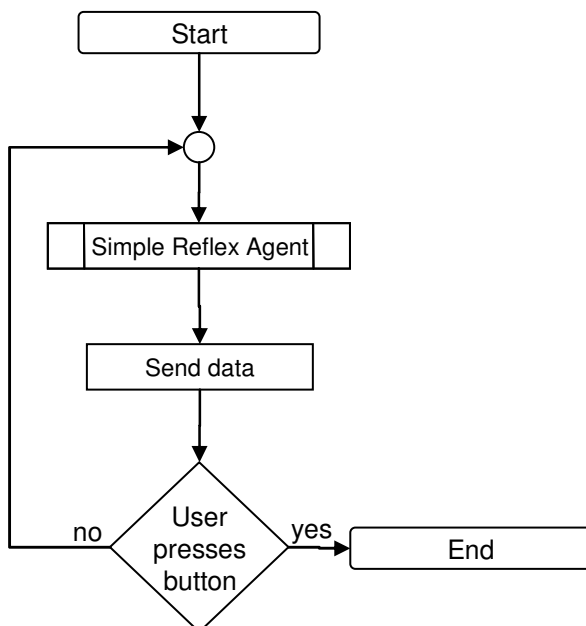 Start
Simple Reflex Agent
Send data
no
User
presses
button
yes
End